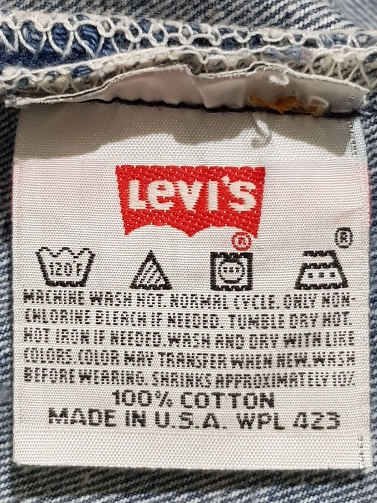 LEVI'S
®
®
120F
MACHINE WASH HOT. NORMAL CYCLE. ONLY NON-
CHLORINE BLEACH IF NEEDED. TUMBLE DRY HOT.
HOT IRON IF NEEDED. WASH AND DRY WITH LIKE
COLORS. COLOR MAY TRANSFER WHEN NEW. WASH
BEFORE WEARING. SHRINKS APPROXIMATELY 10%
100% COTTON
MADE IN U.S.A. WPL 423